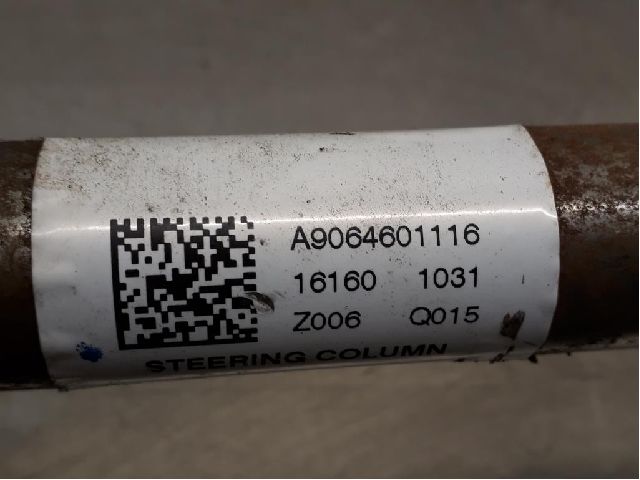 A9064601116
16160 1031
Z006 Q015
STEERING COLUMN